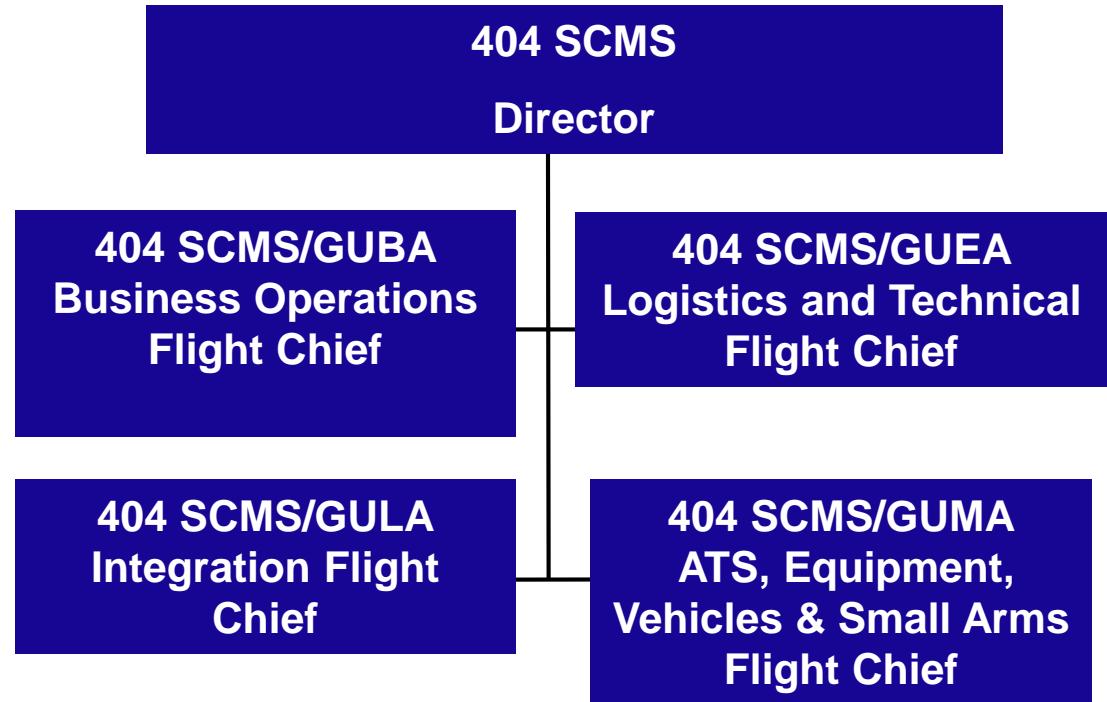 404 SCMS
Director
404 SCMS/GUBA
Business Operations
Flight Chief
404 SCMS/GUEA
Logistics and Technical
Flight Chief
404 SCMS/GULA
Integration Flight
Chief
404 SCMS/GUMA
ATS, Equipment,
Vehicles & Small Arms
Flight Chief